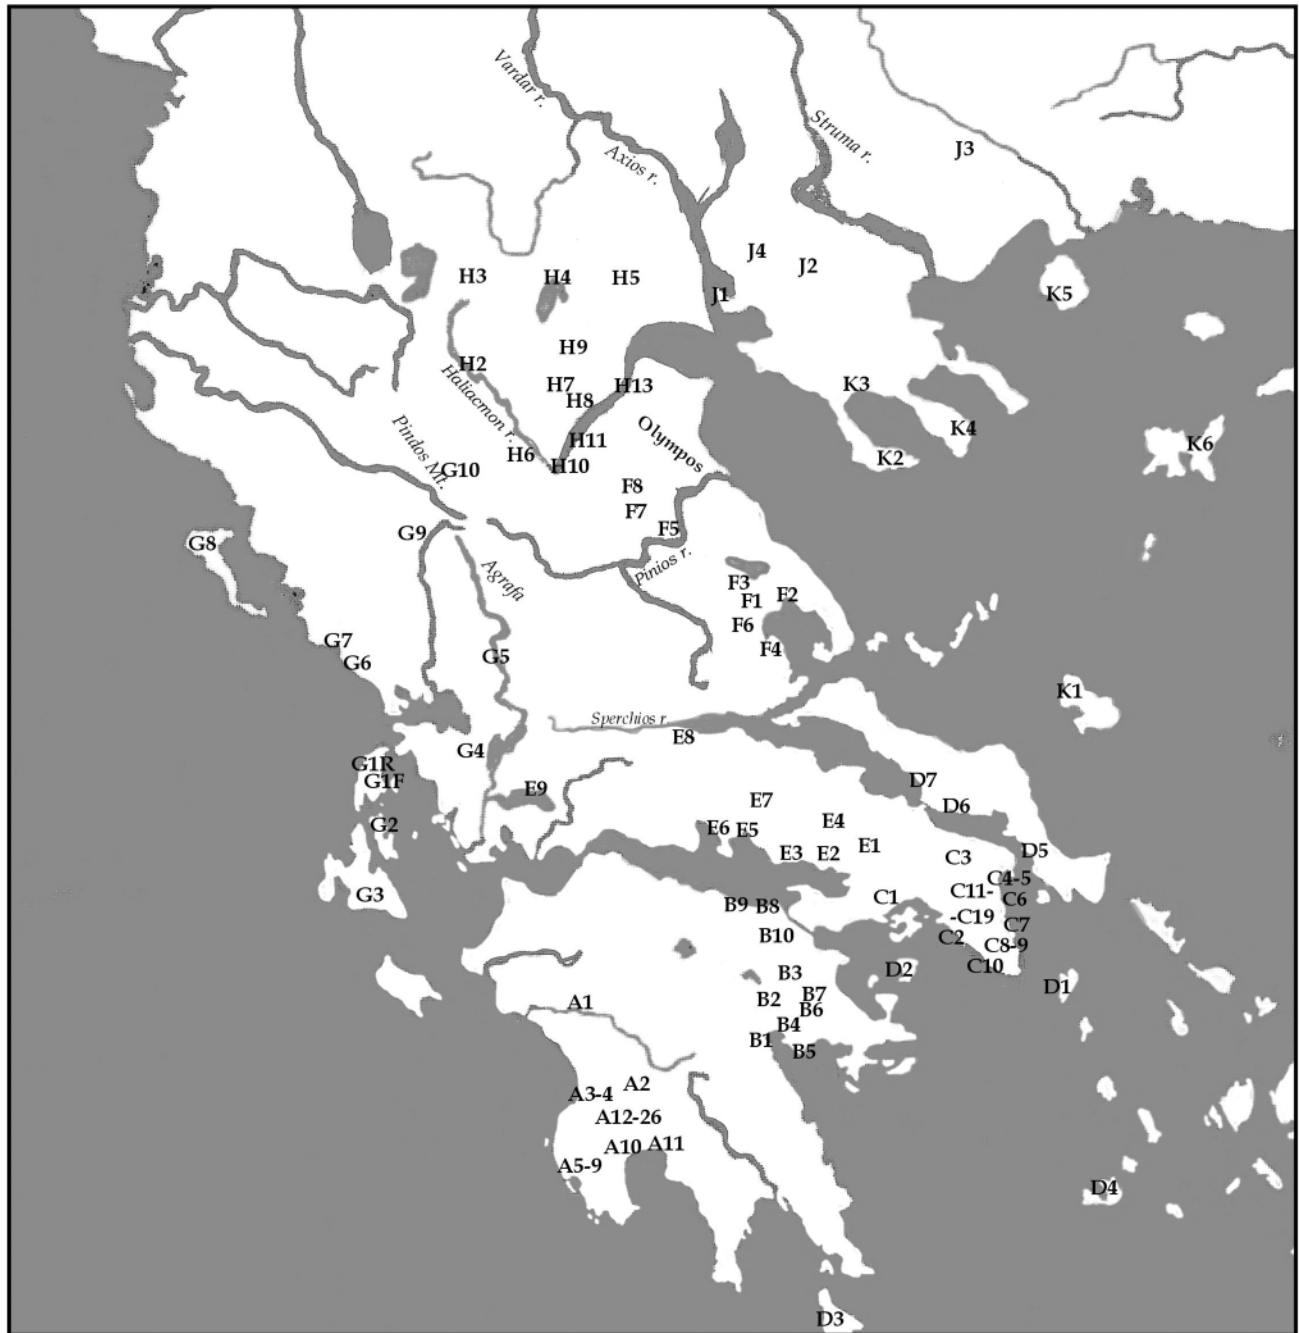 Vardar r.
Struma r.
Axios r.
J3
J4
J2
H3
H4
H5
J1
K5
H9
H2
Haliacmon r.
H7
H13
H8
K3
Pindos Mt.
Olympos
K4
H11
K6
H6
H10
G10
K2
F8
F7
G9
F5
G8
Agrafa
Pinios r.
F3
F1
F2
F6
G7
F4
G6
G5
K1
Sperchios r.
E8
G4
G1R
G1F
D7
E9
E7
D6
G2
E4
E6
E5
E1
E3
E2
D5
C3
C4-5
G3
C11-
C1
C6
B9
B8
-C19
C7
B10
C2
C8-9
C10
D2
B3
D1
A1
B2
B7
B6
B4
B1
B5
A2
A3-4
A12-26
A10
A11
A5-9
D4
D3